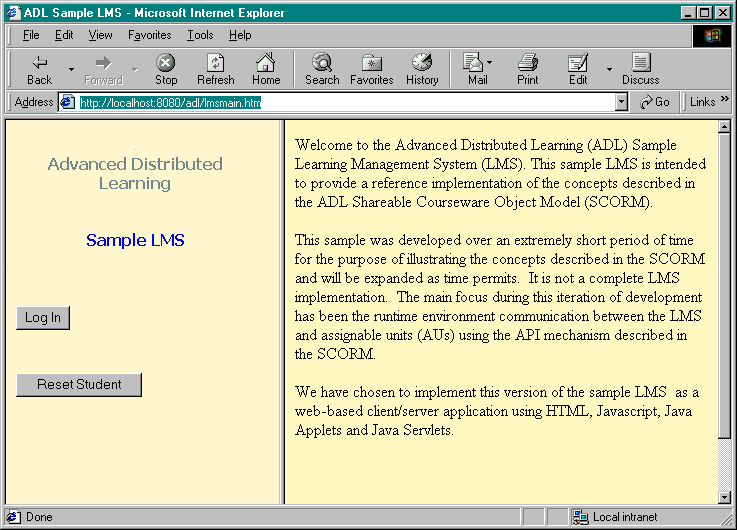 ADL Sample LMS - Microsoft Internet Explorer
File Edit View Favorites Tools Help
Back Forward Stop Refresh Home Search Favorites History Mail Print Edit Discuss
Address http://localhost:8080/adl/lmsmain.htm Go Links »
Advanced Distributed
Learning
Sample LMS
Log In
Reset Student
Welcome to the Advanced Distributed Learning (ADL) Sample
Learning Management System (LMS). This sample LMS is intended
to provide a reference implementation of the concepts described in
the ADL Shareable Courseware Object Model (SCORM).
This sample was developed over an extremely short period of time
for the purpose of illustrating the concepts described in the SCORM
and will be expanded as time permits.  It is not a complete LMS
implementation.  The main focus during this iteration of development
has been the runtime environment communication between the LMS
and assignable units (AUs) using the API mechanism described in
the SCORM.
We have chosen to implement this version of the sample LMS  as a
web-based client/server application using HTML, Javascript, Java
Applets and Java Servlets.
Done Local intranet